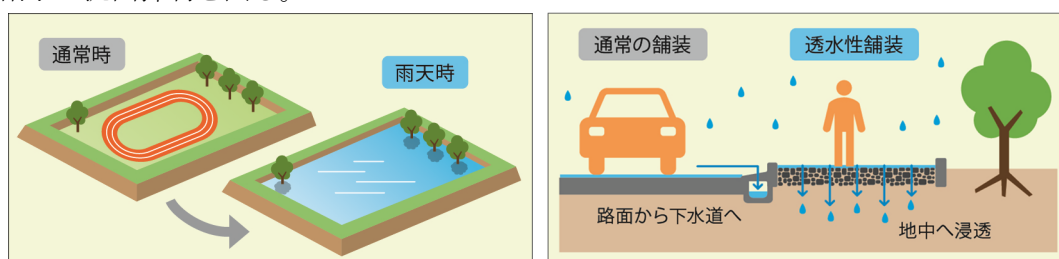 通常時
雨天時
通常の舗装
透水性舗装
路面から下水道へ
地中へ浸透